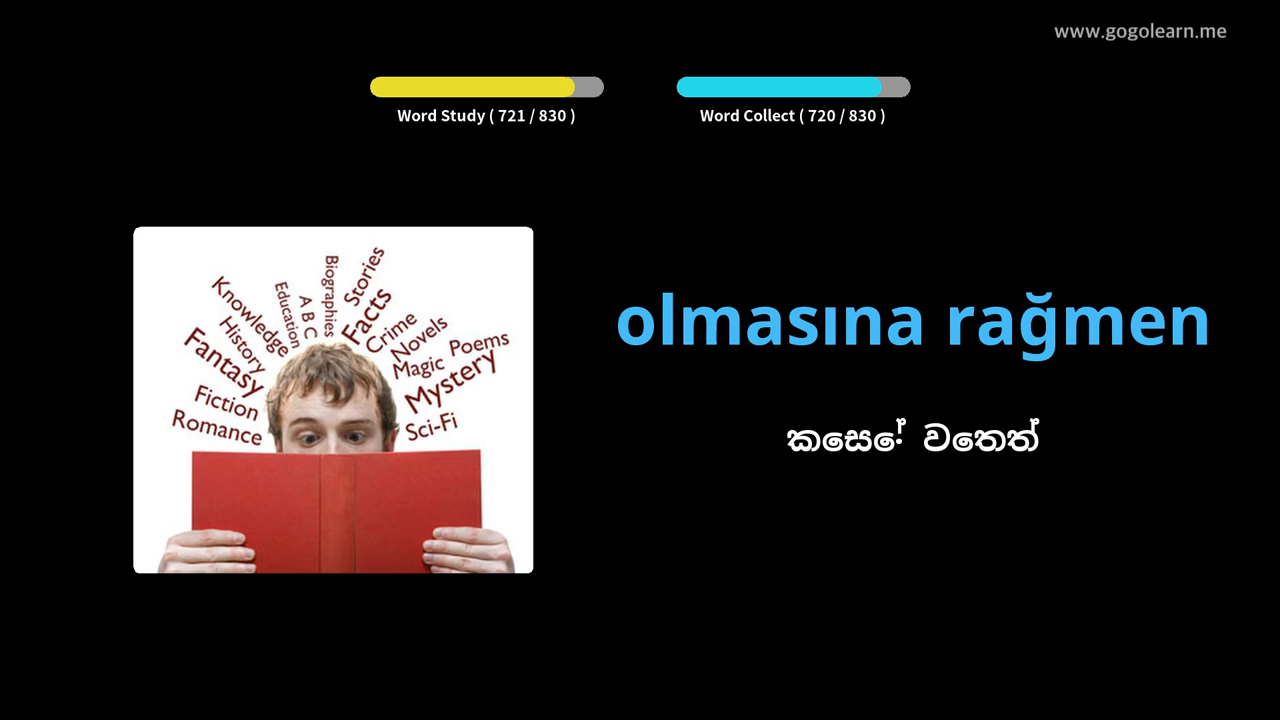 www.gogolearn.me
Word Study ( 721 / 830 )
Word Collect ( 720 / 830 )
Biographies
Stories
Education
A B C
Facts
Knowledge
Crime
History
Novels
Fantasy
Magic
Poems
Mystery
Fiction
Romance
Sci-Fi
olmasına rağmen
කෙසේ වෙතත්